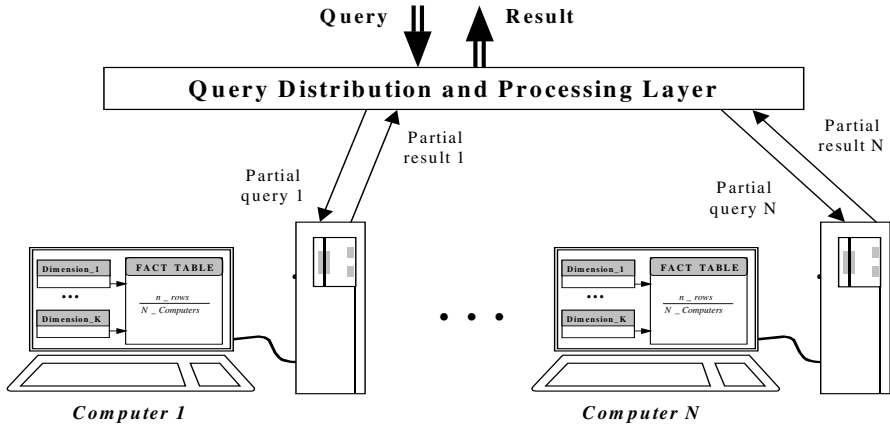 Query Result
Query Distribution and Processing Layer
Partial
result 1
Partial
query 1
Partial
result N
Partial
query N
Dimension_1
•••
Dimension_K
FACT TABLE
n _ rows
N _ Computers
• • •
Dimension_1
•••
Dimension_K
FACT TABLE
n _ rows
N _ Computers
Computer 1
Computer N